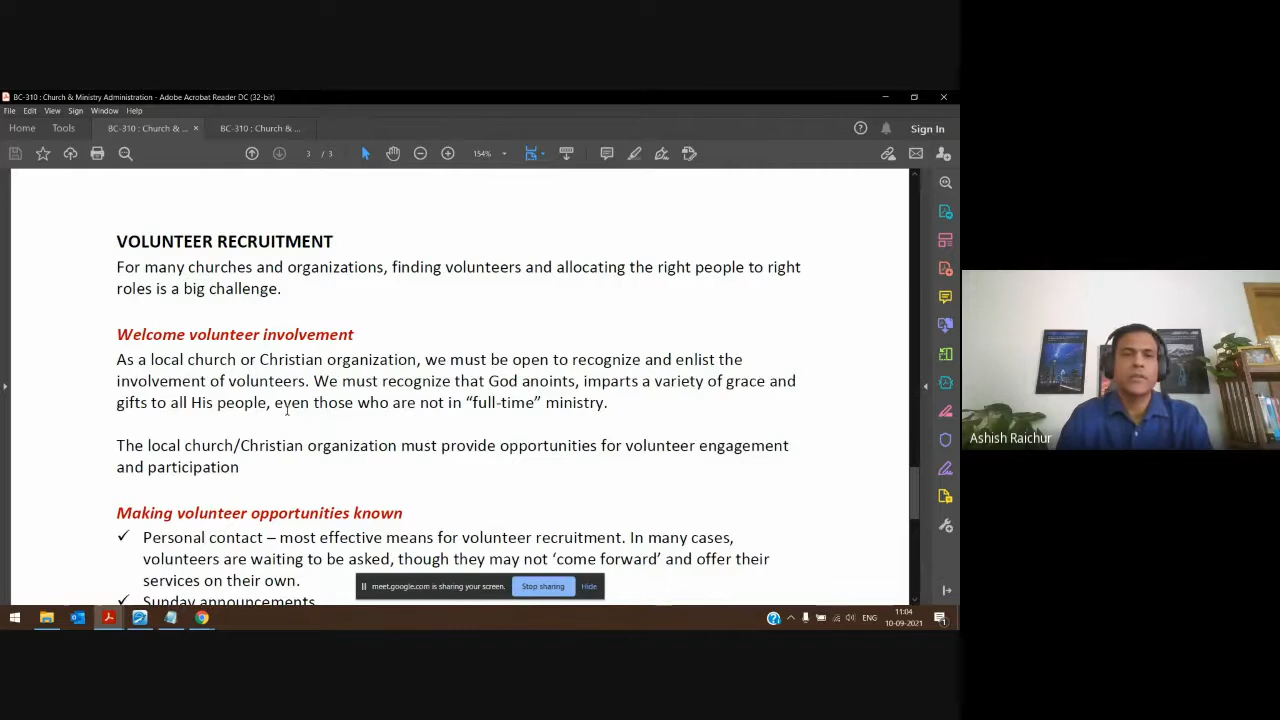 BC-310 : Church & Ministry Administration - Adobe Acrobat Reader DC (32-bit)
File Edit View Sign Window Help
Home Tools BC-310 : Church & ... × BC-310 : Church & ... Sign In
3 / 3 154%
VOLUNTEER RECRUITMENT
For many churches and organizations, finding volunteers and allocating the right people to right
roles is a big challenge.
Welcome volunteer involvement
As a local church or Christian organization, we must be open to recognize and enlist the
involvement of volunteers. We must recognize that God anoints, imparts a variety of grace and
gifts to all His people, even those who are not in “full-time” ministry.
The local church/Christian organization must provide opportunities for volunteer engagement
and participation
Making volunteer opportunities known
✓ Personal contact – most effective means for volunteer recruitment. In many cases,
volunteers are waiting to be asked, though they may not ‘come forward’ and offer their
services on their own.
✓ Sunday announcements
meet.google.com is sharing your screen. Stop sharing Hide
ENG
11:04
10-09-2021
Ashish Raichur